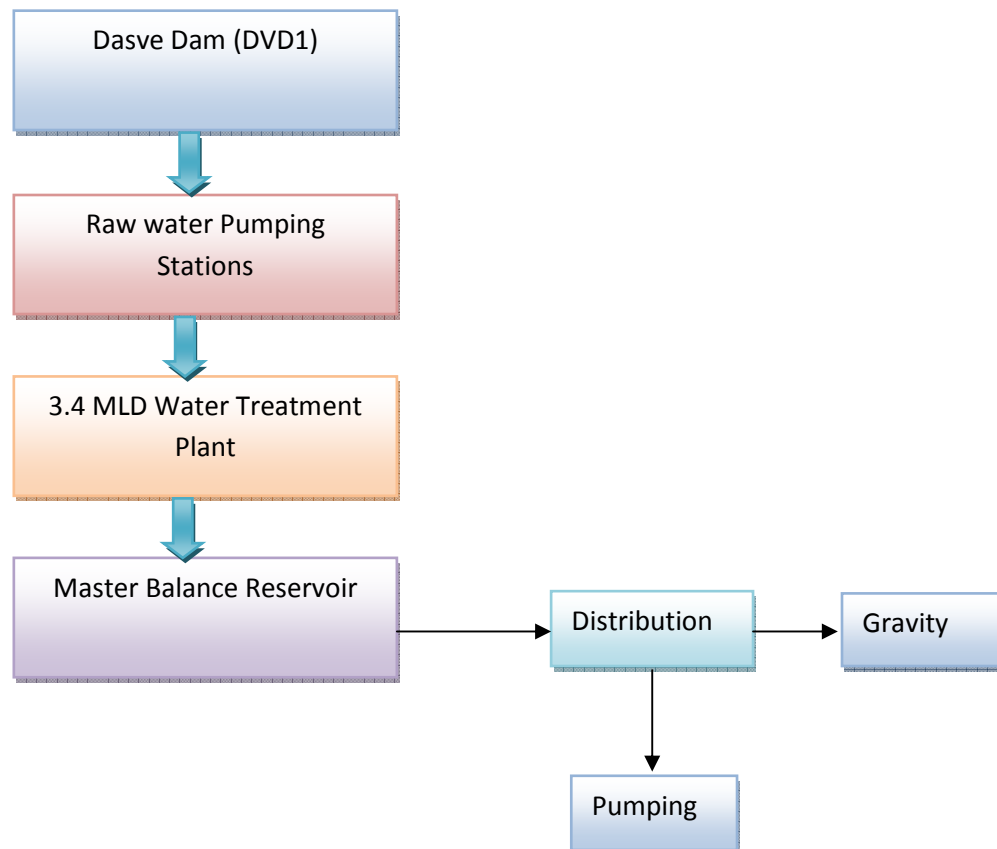 Dasve Dam (DVD1)
Raw water Pumping
Stations
3.4 MLD Water Treatment
Plant
Master Balance Reservoir
Distribution
Gravity
Pumping